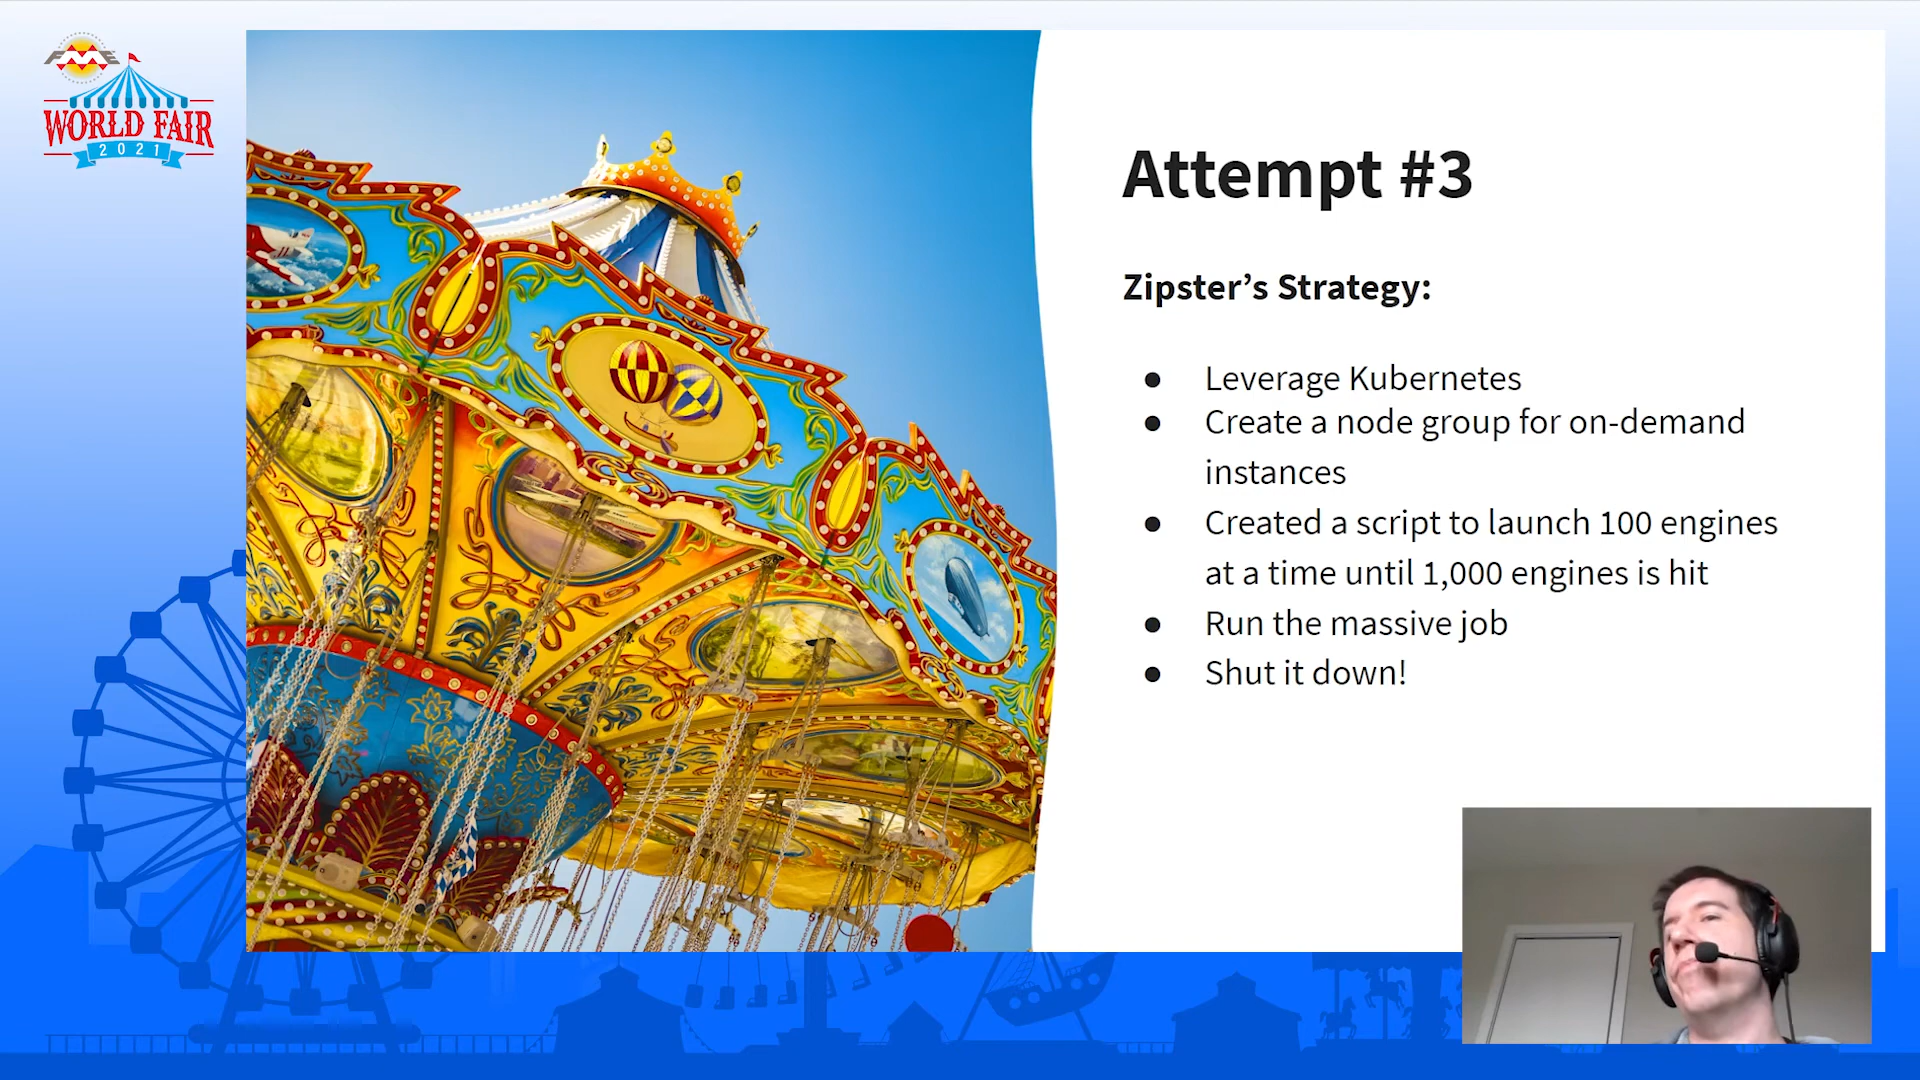 FME
WORLD FAIR
2021
Attempt #3
Zipster’s Strategy:
● Leverage Kubernetes
● Create a node group for on-demand
instances
● Created a script to launch 100 engines
at a time until 1,000 engines is hit
● Run the massive job
● Shut it down!